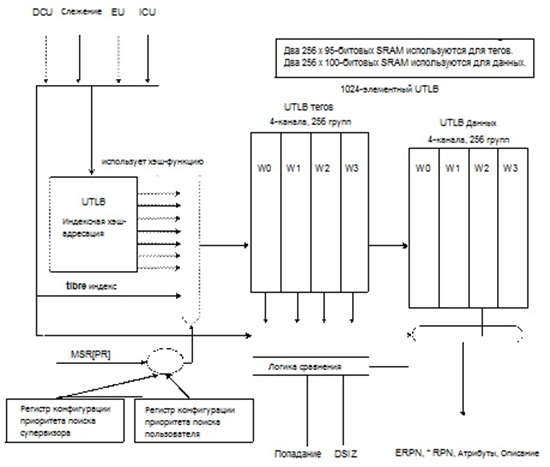 DCU Слежение EU ICU
Два 256 x 95-битовых SRAM используются для тегов.
Два 256 x 100-битовых SRAM используются для данных.
1024-элементный UTLB
UTLB тегов
4-канала, 256 групп
UTLB Данных
4-канала, 256 групп
использует хэш-функцию
W0 W1 W2 W3
W0 W1 W2 W3
UTLB
Индексная хэш-
адресация
tibre индекс
MSR[PR]
Логика сравнения
Регистр конфигурации
приоритета поиска
супервизора
Регистр конфигурации
приоритета поиска
пользователя
Попадание DSIZ
ERPN, * RPN, Атрибуты, Описание